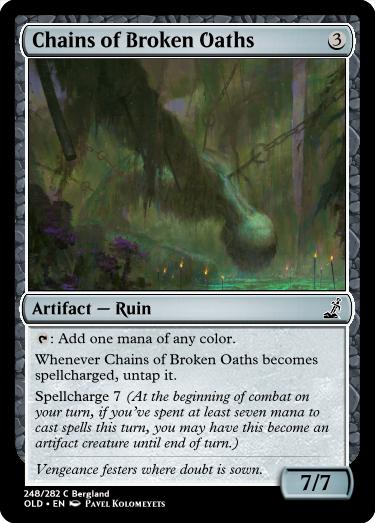 Chains of Broken Oaths 3
Artifact — Ruin
: Add one mana of any color.
Whenever Chains of Broken Oaths becomes
spellcharged, untap it.
Spellcharge 7 (At the beginning of combat on
your turn, if you've spent at least seven mana to
cast spells this turn, you may have this become an
artifact creature until end of turn.)
Vengeance festers where doubt is sown.
7/7
248/282 C Bergland
OLD • EN Pavel Kolomeyets